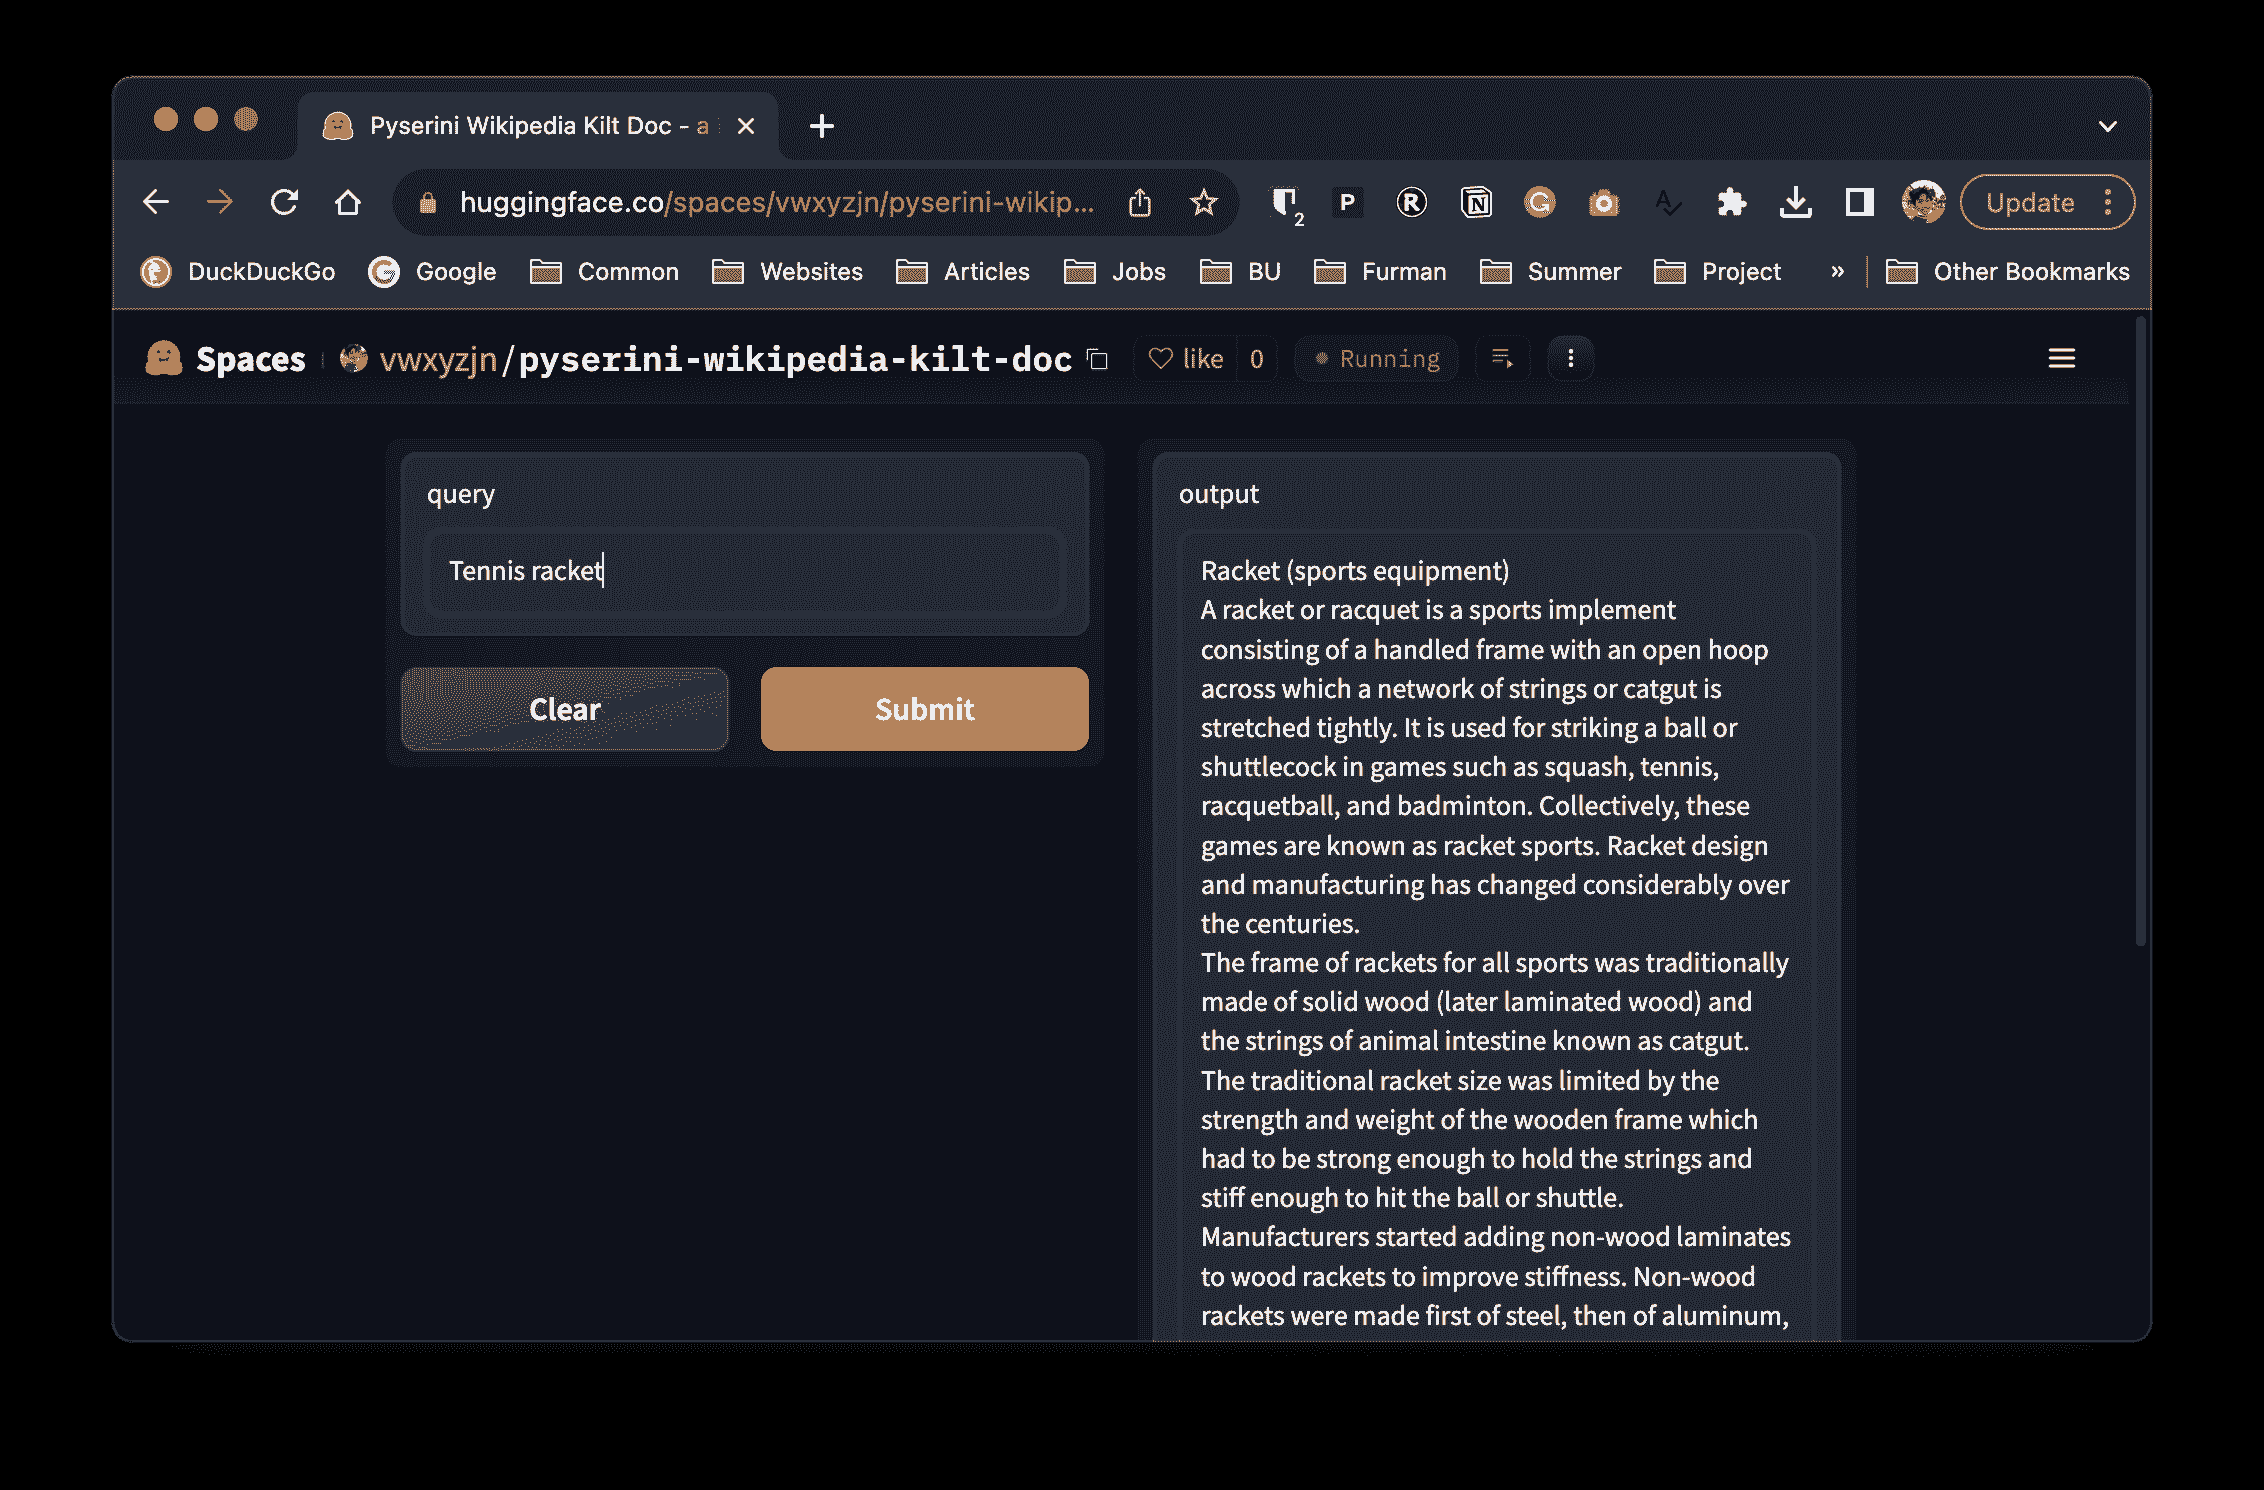 Pyserini Wikipedia Kilt Doc - a
huggingface.co/spaces/vwxyzjn/pyserini-wikip...
2
P
R
N
G
A
Update
DuckDuckGo
Google
Common
Websites
Articles
Jobs
BU
Furman
Summer
Project
»
Other Bookmarks
Spaces
vwxyzjn/pyserini-wikipedia-kilt-doc
like 0
Running
query
Tennis racket
Clear
Submit
output
Racket (sports equipment)
A racket or racquet is a sports implement
consisting of a handled frame with an open hoop
across which a network of strings or catgut is
stretched tightly. It is used for striking a ball or
shuttlecock in games such as squash, tennis,
racquetball, and badminton. Collectively, these
games are known as racket sports. Racket design
and manufacturing has changed considerably over
the centuries.
The frame of rackets for all sports was traditionally
made of solid wood (later laminated wood) and
the strings of animal intestine known as catgut.
The traditional racket size was limited by the
strength and weight of the wooden frame which
had to be strong enough to hold the strings and
stiff enough to hit the ball or shuttle.
Manufacturers started adding non-wood laminates
to wood rackets to improve stiffness. Non-wood
rackets were made first of steel, then of aluminum,